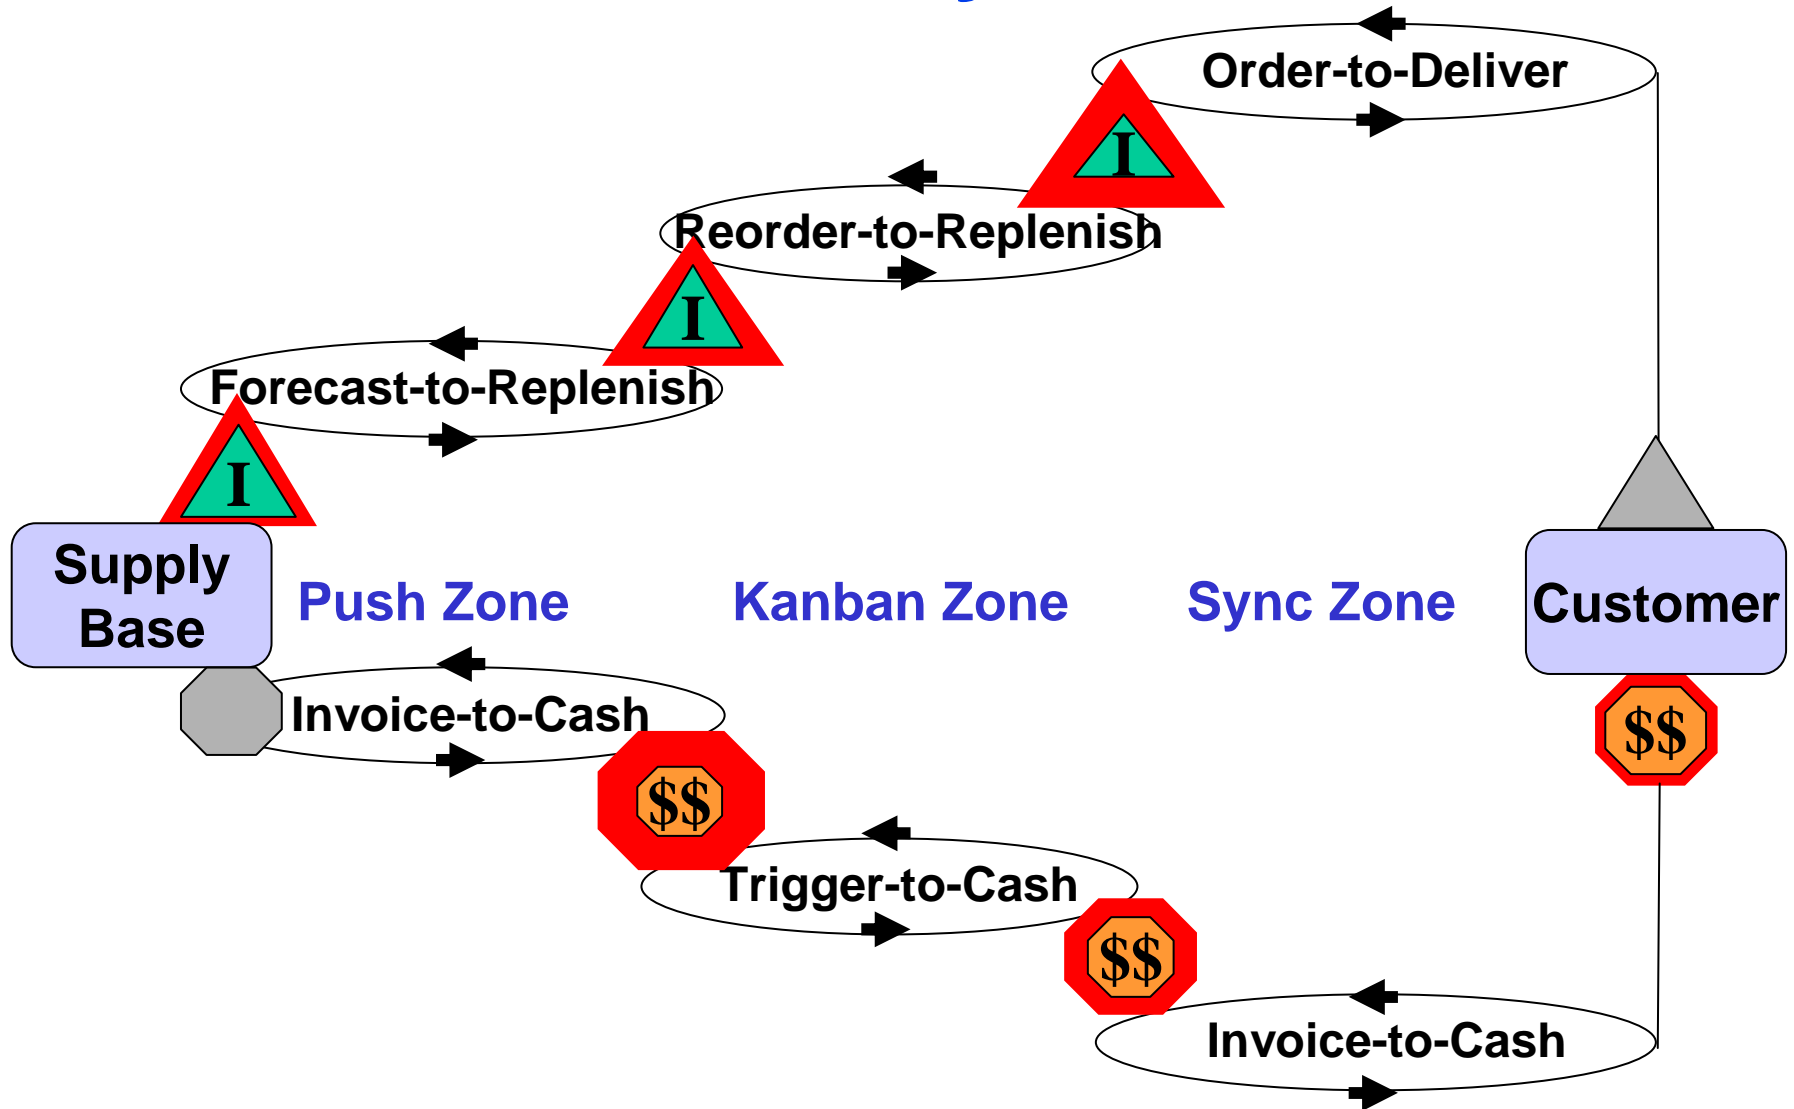 Order-to-Deliver
I
Reorder-to-Replenish
I
Forecast-to-Replenish
I
Supply
Base
Push Zone
Kanban Zone
Sync Zone
Customer
Invoice-to-Cash
$$
$$
Trigger-to-Cash
$$
Invoice-to-Cash